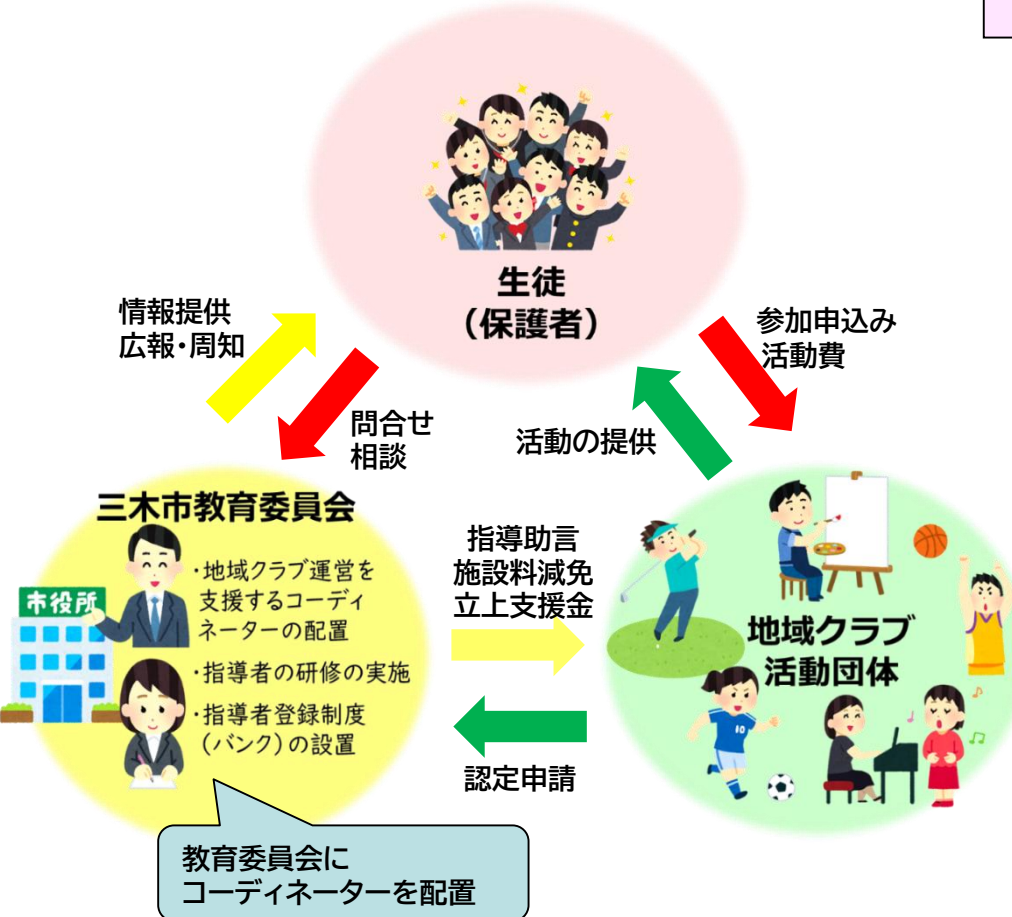 生徒
（保護者）
情報提供
広報・周知
参加申込み
活動費
問合せ
相談
活動の提供
三木市教育委員会
市役所
・地域クラブ運営を
支援するコーディ
ネーターの配置
・指導者の研修の実施
・指導者登録制度
（バンク）の設置
指導助言
施設料減免
立上支援金
認定申請
地域クラブ
活動団体
10
教育委員会に
コーディネーターを配置